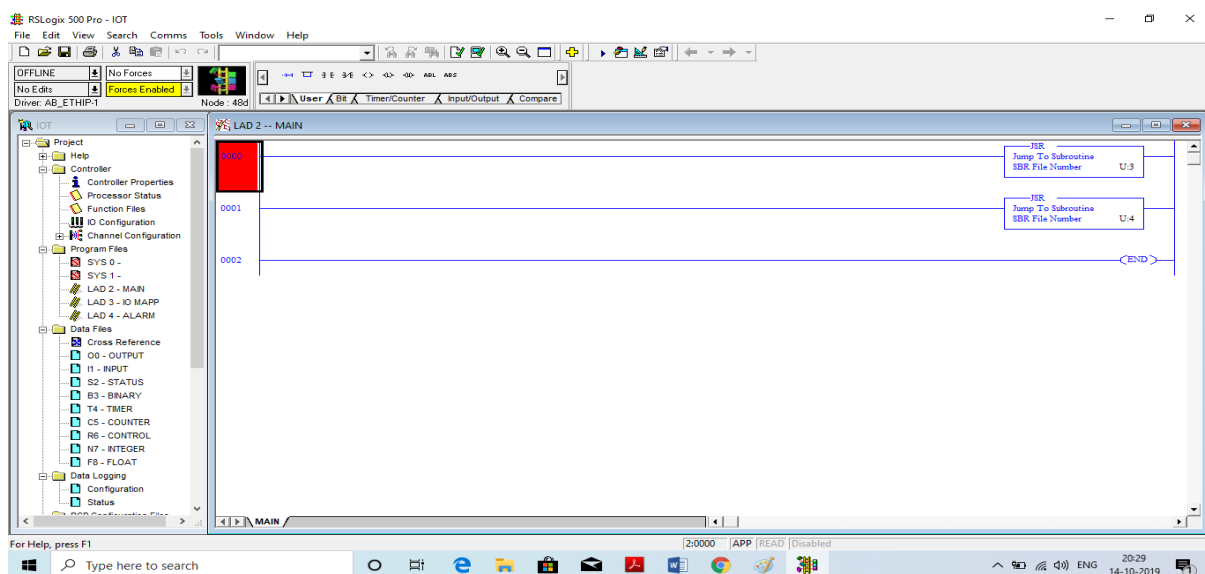 RSLogix 500 Pro - IOT
File Edit View Search Comms Tools Window Help
OFFLINE No Forces
No Edits Forces Enabled
Driver: AB_ETHIP-1 Node : 48d
ABL ABS
User Bit Timer/Counter Input/Output Compare
IOT
Project
Help
Controller
Controller Properties
Processor Status
Function Files
IO Configuration
Channel Configuration
Program Files
SYS 0 -
SYS 1 -
LAD 2 - MAIN
LAD 3 - IO MAPP
LAD 4 - ALARM
Data Files
Cross Reference
O0 - OUTPUT
I1 - INPUT
S2 - STATUS
B3 - BINARY
T4 - TIMER
C5 - COUNTER
R6 - CONTROL
N7 - INTEGER
F8 - FLOAT
Data Logging
Configuration
Status
LAD 2 -- MAIN
0000
JSR
Jump To Subroutine
SBR File Number U:3
0001
JSR
Jump To Subroutine
SBR File Number U:4
0002
END
MAIN
For Help, press F1
2:0000 APP READ Disabled
Type here to search
ENG
20:29
14-10-2019